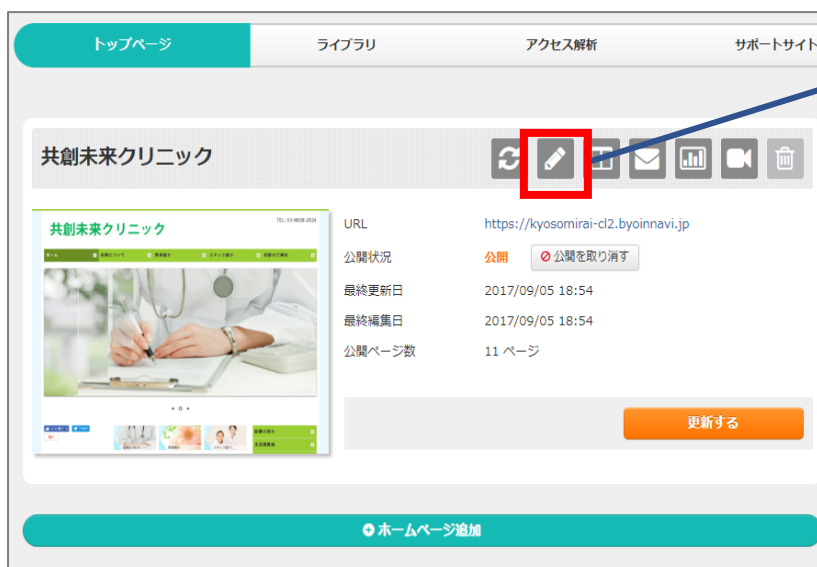 トップページ ライブラリ アクセス解析 サポートサイト
共創未来クリニック
共創未来クリニック
URL https://kyosomirai-cl2.byoinnavi.jp
公開状況 公開 公開を取り消す
最終更新日 2017/09/05 18:54
最終編集日 2017/09/05 18:54
公開ページ数 11 ページ
更新する
ホームページ追加